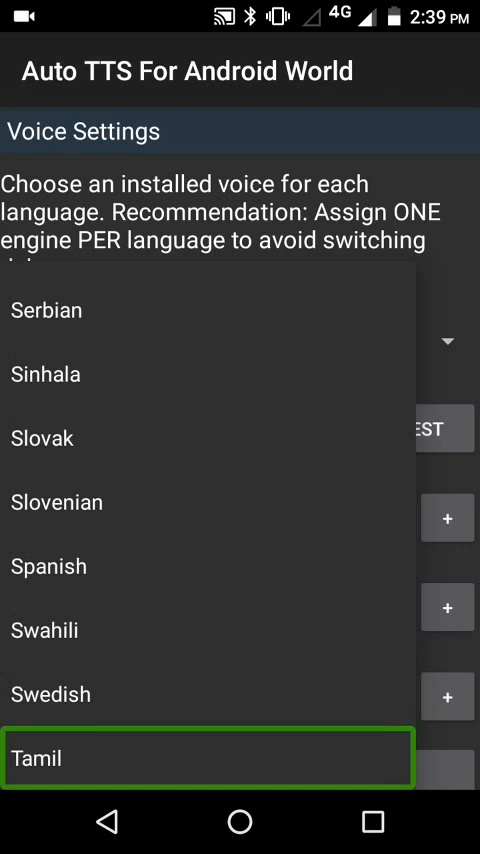 4G 2:39 PM
Auto TTS For Android World
Voice Settings
Choose an installed voice for each
language. Recommendation: Assign ONE
engine PER language to avoid switching
Serbian
Sinhala
Slovak
EST
Slovenian
+
Spanish
+
Swahili
Swedish
+
Tamil